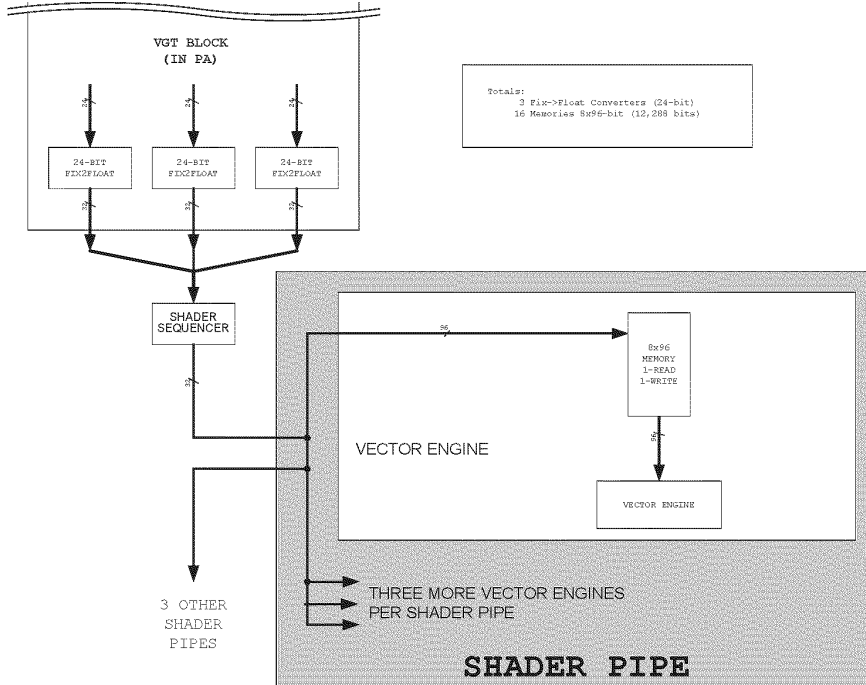 VGT BLOCK
(IN PA)
24
24
24
24-BIT
FIX2FLOAT
24-BIT
FIX2FLOAT
24-BIT
FIX2FLOAT
32
32
32
Totals:
3 Fix->Float Converters (24-bit)
16 Memories 8x96-bit (12,288 bits)
SHADER
SEQUENCER
32
96
8x96
MEMORY
1-READ
1-WRITE
96
VECTOR ENGINE
VECTOR ENGINE
3 OTHER
SHADER
PIPES
THREE MORE VECTOR ENGINES
PER SHADER PIPE
SHADER PIPE